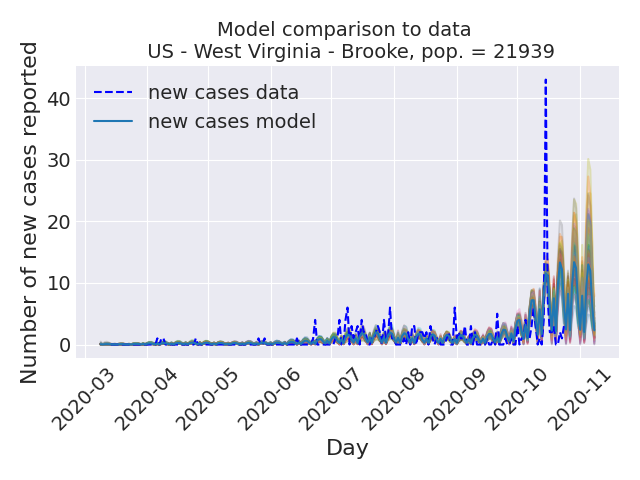 Model comparison to data
US - West Virginia - Brooke, pop. = 21939
Number of new cases reported
40
30
20
10
0
new cases data
new cases model
2020-03
2020-04
2020-05
2020-06
2020-07
2020-08
2020-09
2020-10
2020-11
Day